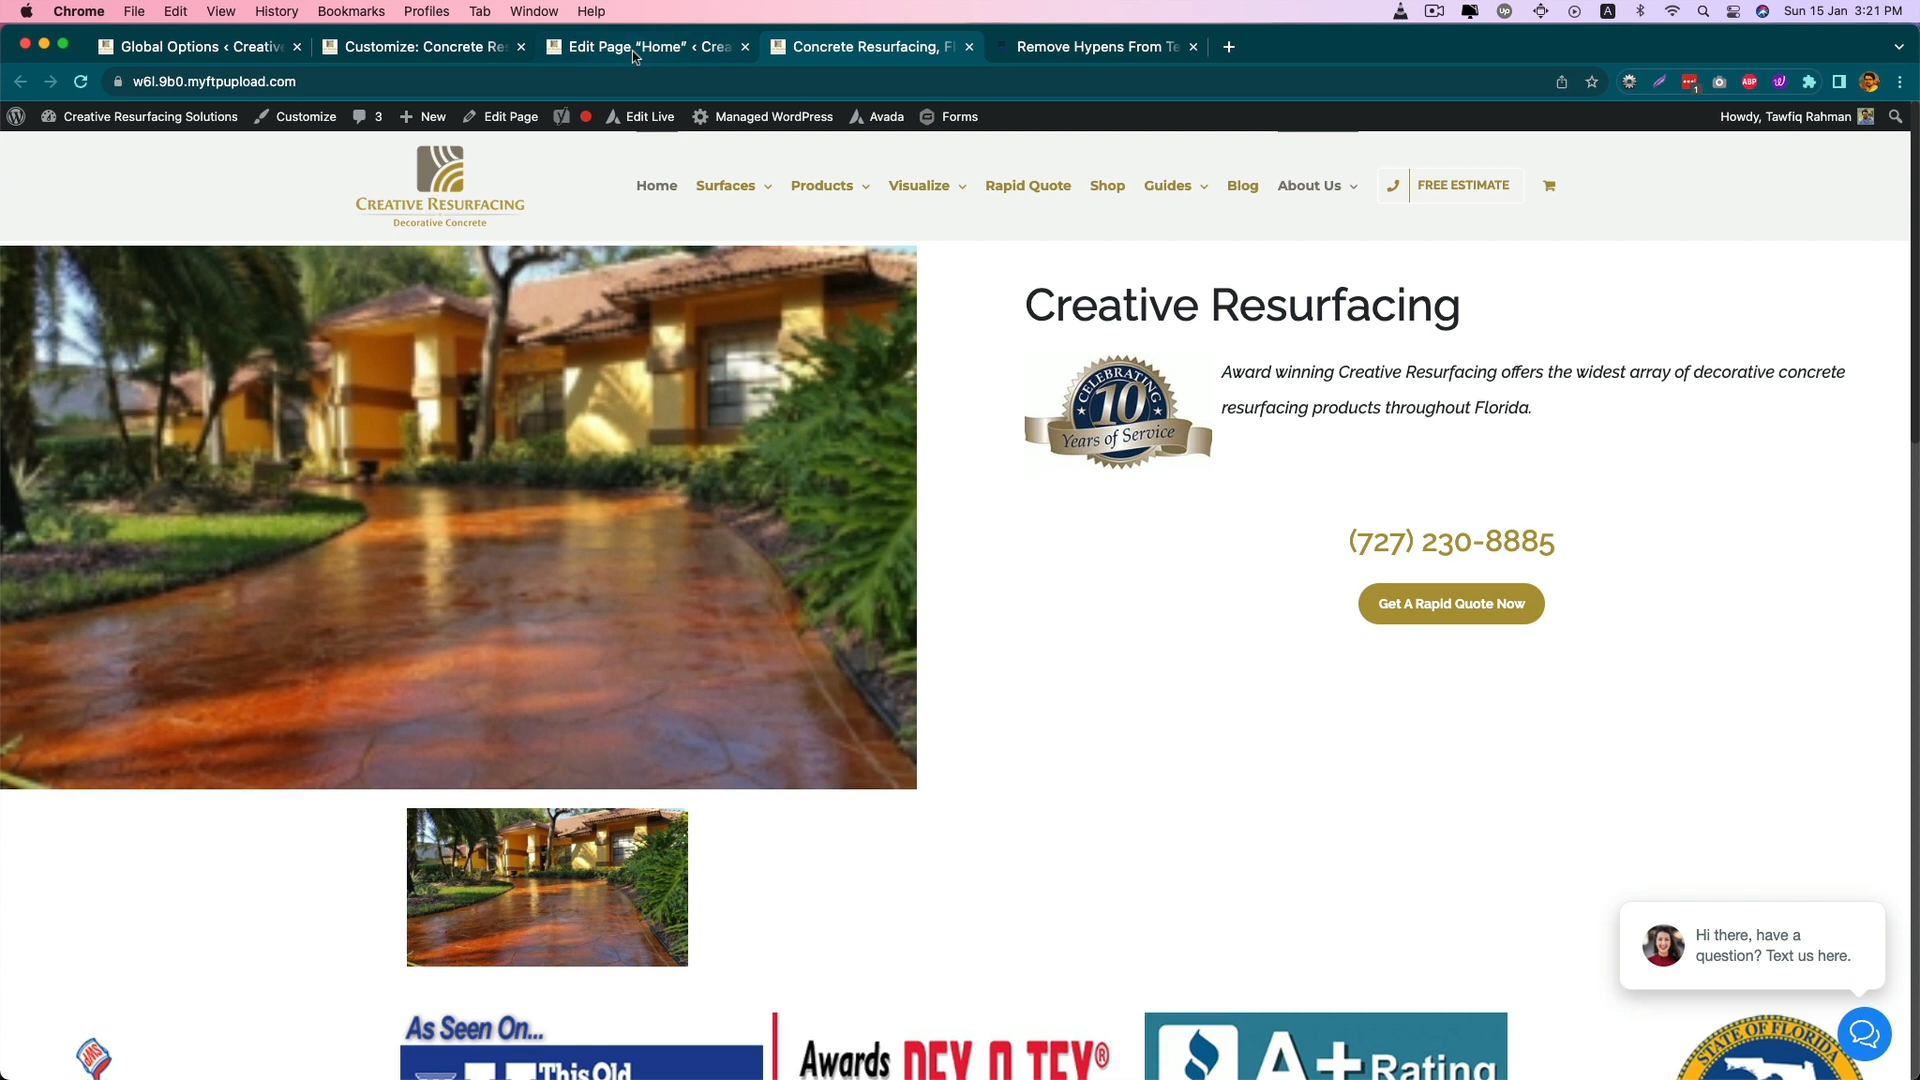 Chrome File Edit View History Bookmarks Profiles Tab Window Help Sun 15 Jan 3:21 PM
Global Options ‹ Creative Customize: Concrete Re Edit Page "Home" ‹ Crea Concrete Resurfacing, F Remove Hypens From Te
w6l.9b0.myftpupload.com
Creative Resurfacing Solutions Customize 3 New Edit Page Edit Live Managed WordPress Avada Forms Howdy, Tawfiq Rahman
CREATIVE RESURFACING
Decorative Concrete
Home Surfaces Products Visualize Rapid Quote Shop Guides Blog About Us FREE ESTIMATE
Creative Resurfacing
CELEBRATING
10
Years of Service
Award winning Creative Resurfacing offers the widest array of decorative concrete
resurfacing products throughout Florida.
(727) 230-8885
Get A Rapid Quote Now
Hi there, have a
question? Text us here.
As Seen On...
This Old
Awards DEX-O-TEX®
A+ Rating
STATE OF FLORIDA